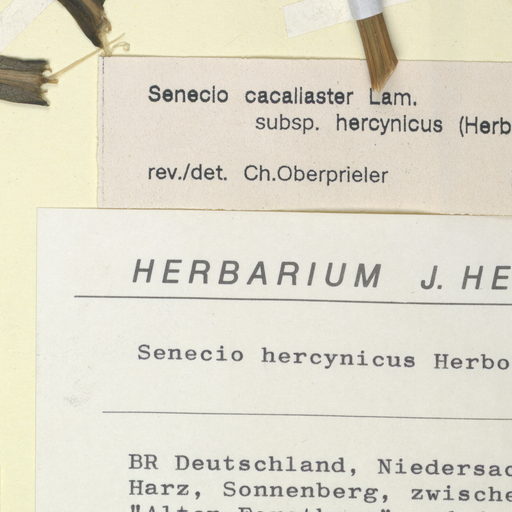 Senecio cacaliaster Lam.
subsp. hercynicus (Herb
rev./det. Ch.Oberprieler
HERBARIUM J. HE
Senecio hercynicus Herbo
BR Deutschland, Niedersac
Harz, Sonnenberg, zwische